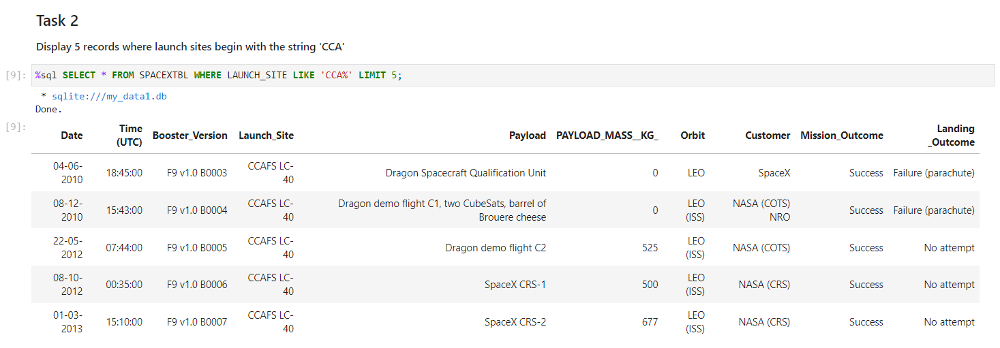 Task 2
Display 5 records where launch sites begin with the string 'CCA'
[9]: %sql SELECT * FROM SPACEXTBL WHERE LAUNCH_SITE LIKE 'CCA%' LIMIT 5;
* sqlite:///my_data1.db
Done.
[9]:
Date Time (UTC) Booster_Version Launch_Site Payload PAYLOAD_MASS__KG_ Orbit Customer Mission_Outcome Landing _Outcome
04-06-2010 18:45:00 F9 v1.0 B0003 CCAFS LC-40 Dragon Spacecraft Qualification Unit 0 LEO SpaceX Success Failure (parachute)
08-12-2010 15:43:00 F9 v1.0 B0004 CCAFS LC-40 Dragon demo flight C1, two CubeSats, barrel of Brouere cheese 0 LEO (ISS) NASA (COTS) NRO Success Failure (parachute)
22-05-2012 07:44:00 F9 v1.0 B0005 CCAFS LC-40 Dragon demo flight C2 525 LEO (ISS) NASA (COTS) Success No attempt
08-10-2012 00:35:00 F9 v1.0 B0006 CCAFS LC-40 SpaceX CRS-1 500 LEO (ISS) NASA (CRS) Success No attempt
01-03-2013 15:10:00 F9 v1.0 B0007 CCAFS LC-40 SpaceX CRS-2 677 LEO (ISS) NASA (CRS) Success No attempt